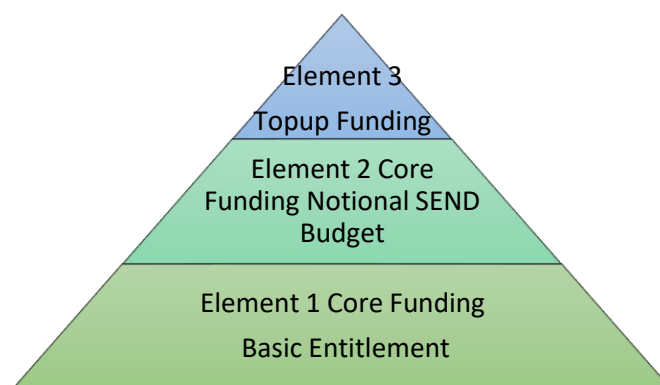 Element 3
Topup Funding
Element 2 Core
Funding Notional SEND
Budget
Element 1 Core Funding
Basic Entitlement